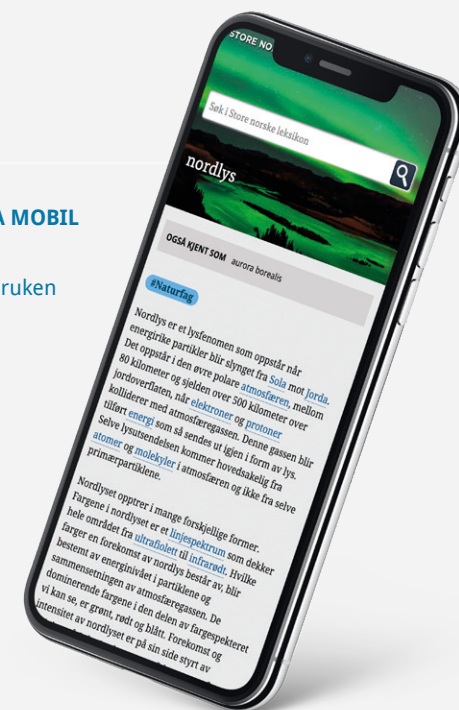 A MOBIL
ruken
STORE NO
Søk i Store norske leksikon
nordlys
OGSÅ KJENT SOM aurora borealis
#Naturfag
Nordlys er et lysfenomen som oppstår når
energirike partikler blir slynget fra Sola mot Jorda.
Det oppstår i den øvre polare atmosfæren, mellom
80 kilometer og sjelden over 500 kilometer over
jordoverflaten, når elektroner og protoner
kolliderer med atmosfæregassen. Denne gassen blir
tilført energi som så sendes ut igjen i form av lys.
Selve lysutsendelsen kommer hovedsakelig fra
atomer og molekyler i atmosfæren og ikke fra selve
primærpartiklene.
Nordlyset opptrer i mange forskjellige former.
Fargene i nordlyset er et linjespektrum som dekker
hele området fra ultrafiolett til infrarødt. Hvilke
farger en forekomst av nordlys består av, blir
bestemt av energinivået i partiklene og
sammensetningen av atmosfæregassen. De
dominerende fargene i den delen av fargespekteret
vi kan se, er grønt, rødt og blått. Forekomst og
intensitet av nordlyset er på sin side styrt av